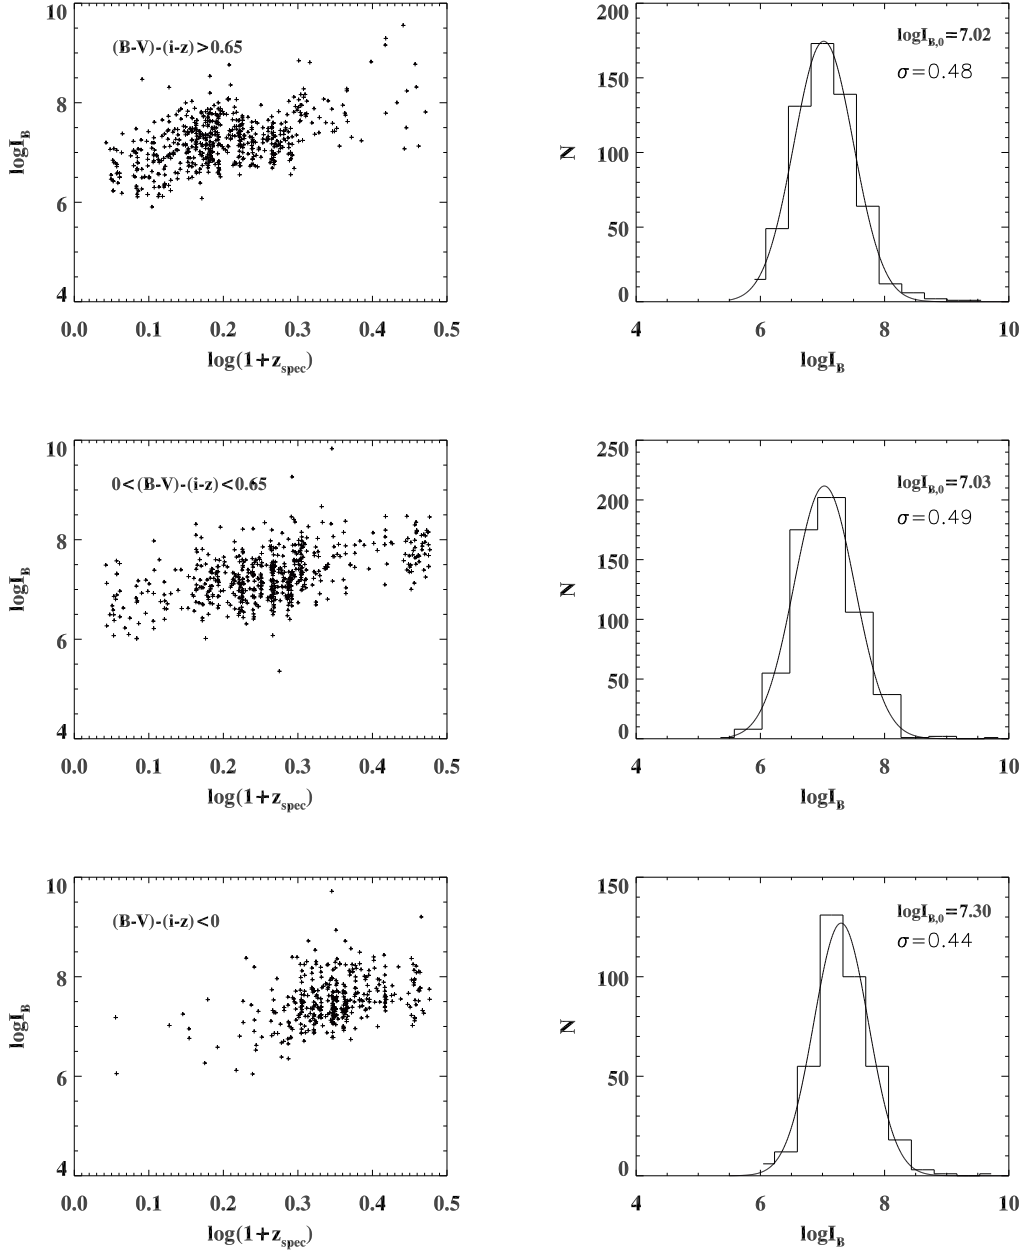 10
8
6
4
logI_B
(B-V)-(i-z)>0.65
0.0 0.1 0.2 0.3 0.4 0.5
log(1+z_spec)
200
150
100
50
0
N
logI_B,0=7.02
σ=0.48
4 6 8 10
logI_B
10
8
6
4
logI_B
0<(B-V)-(i-z)<0.65
0.0 0.1 0.2 0.3 0.4 0.5
log(1+z_spec)
250
200
150
100
50
0
N
logI_B,0=7.03
σ=0.49
4 6 8 10
logI_B
10
8
6
4
logI_B
(B-V)-(i-z)<0
0.0 0.1 0.2 0.3 0.4 0.5
log(1+z_spec)
150
100
50
0
N
logI_B,0=7.30
σ=0.44
4 6 8 10
logI_B